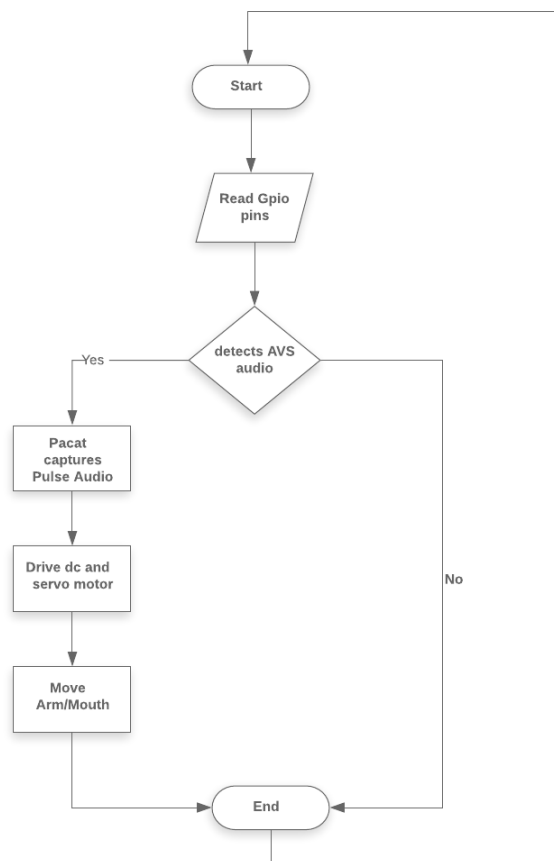 Start
Read Gpio
pins
detects AVS
audio
Yes
Pacat
captures
Pulse Audio
Drive dc and
servo motor
No
Move
Arm/Mouth
End